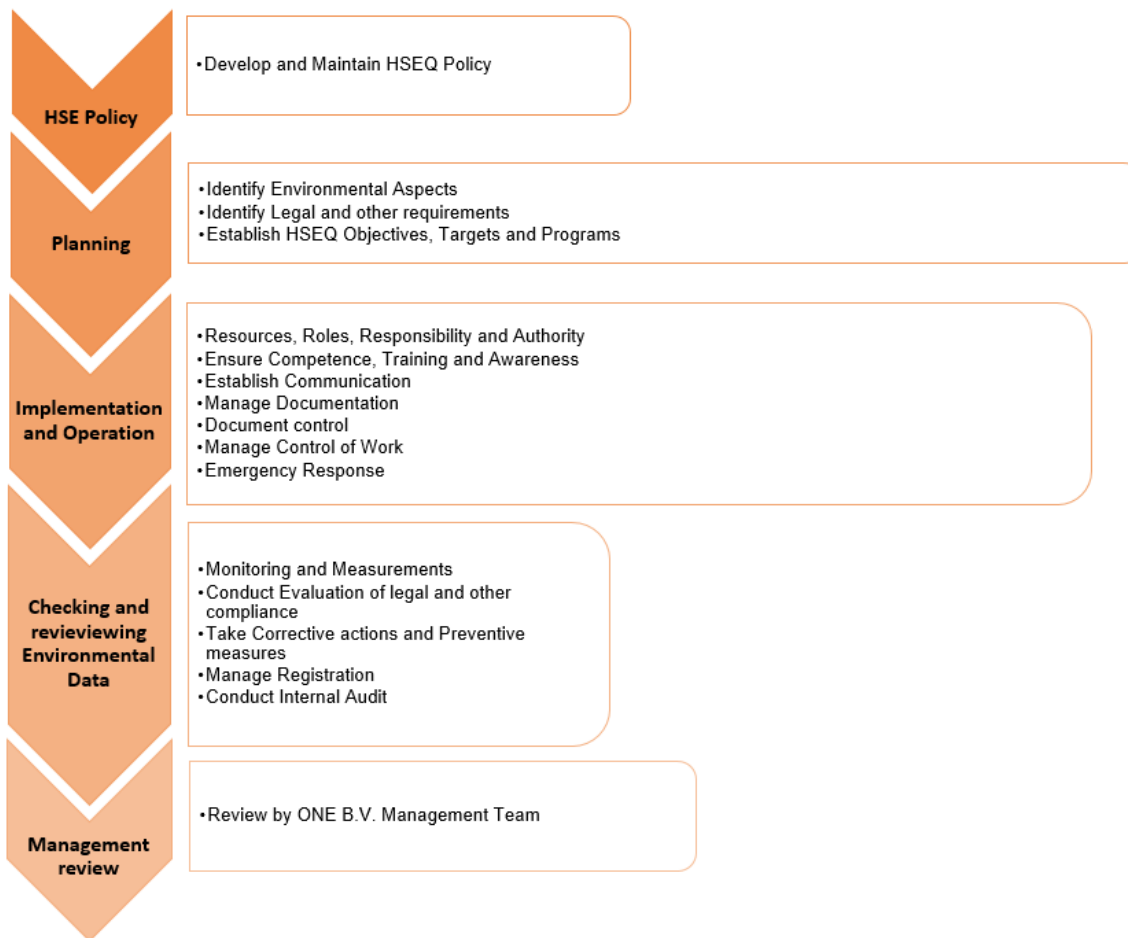 HSE Policy
•Develop and Maintain HSEQ Policy
Planning
•Identify Environmental Aspects
•Identify Legal and other requirements
•Establish HSEQ Objectives, Targets and Programs
Implementation
and Operation
•Resources, Roles, Responsibility and Authority
•Ensure Competence, Training and Awareness
•Establish Communication
•Manage Documentation
•Document control
•Manage Control of Work
•Emergency Response
Checking and
revieviewing
Environmental
Data
•Monitoring and Measurements
•Conduct Evaluation of legal and other
compliance
•Take Corrective actions and Preventive
measures
•Manage Registration
•Conduct Internal Audit
Management
review
•Review by ONE B.V. Management Team